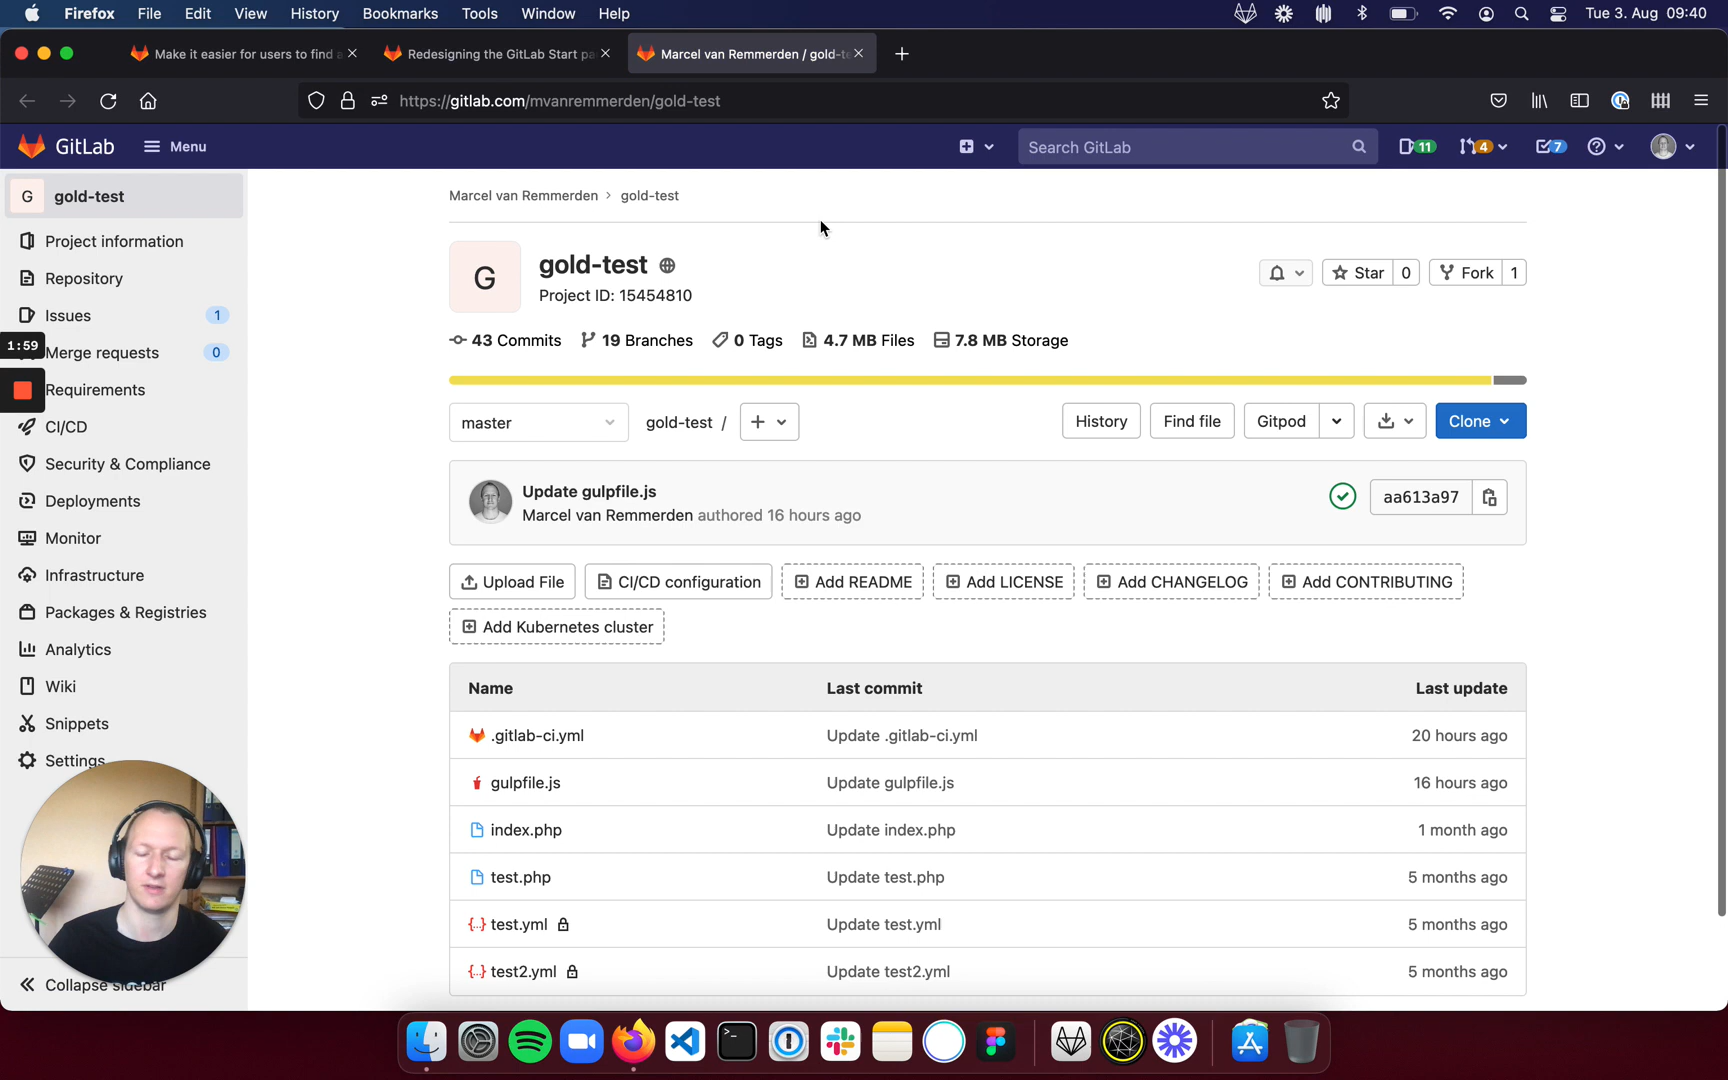 Firefox File Edit View History Bookmarks Tools Window Help Tue 3. Aug 09:40
Make it easier for users to find a Redesigning the GitLab Start pa Marcel van Remmerden / gold-te
https://gitlab.com/mvanremmerden/gold-test
GitLab Menu Search GitLab 11 4 7
G gold-test
Project information
Repository
Issues 1
1:59
Merge requests 0
Requirements
CI/CD
Security & Compliance
Deployments
Monitor
Infrastructure
Packages & Registries
Analytics
Wiki
Snippets
Settings
Collapse sidebar
Marcel van Remmerden > gold-test
G
gold-test
Project ID: 15454810
Star 0 Fork 1
43 Commits 19 Branches 0 Tags 4.7 MB Files 7.8 MB Storage
master gold-test / + History Find file Gitpod Clone
Update gulpfile.js
Marcel van Remmerden authored 16 hours ago
aa613a97
Upload File CI/CD configuration Add README Add LICENSE Add CHANGELOG Add CONTRIBUTING
Add Kubernetes cluster
Name Last commit Last update
.gitlab-ci.yml Update .gitlab-ci.yml 20 hours ago
gulpfile.js Update gulpfile.js 16 hours ago
index.php Update index.php 1 month ago
test.php Update test.php 5 months ago
test.yml Update test.yml 5 months ago
test2.yml Update test2.yml 5 months ago